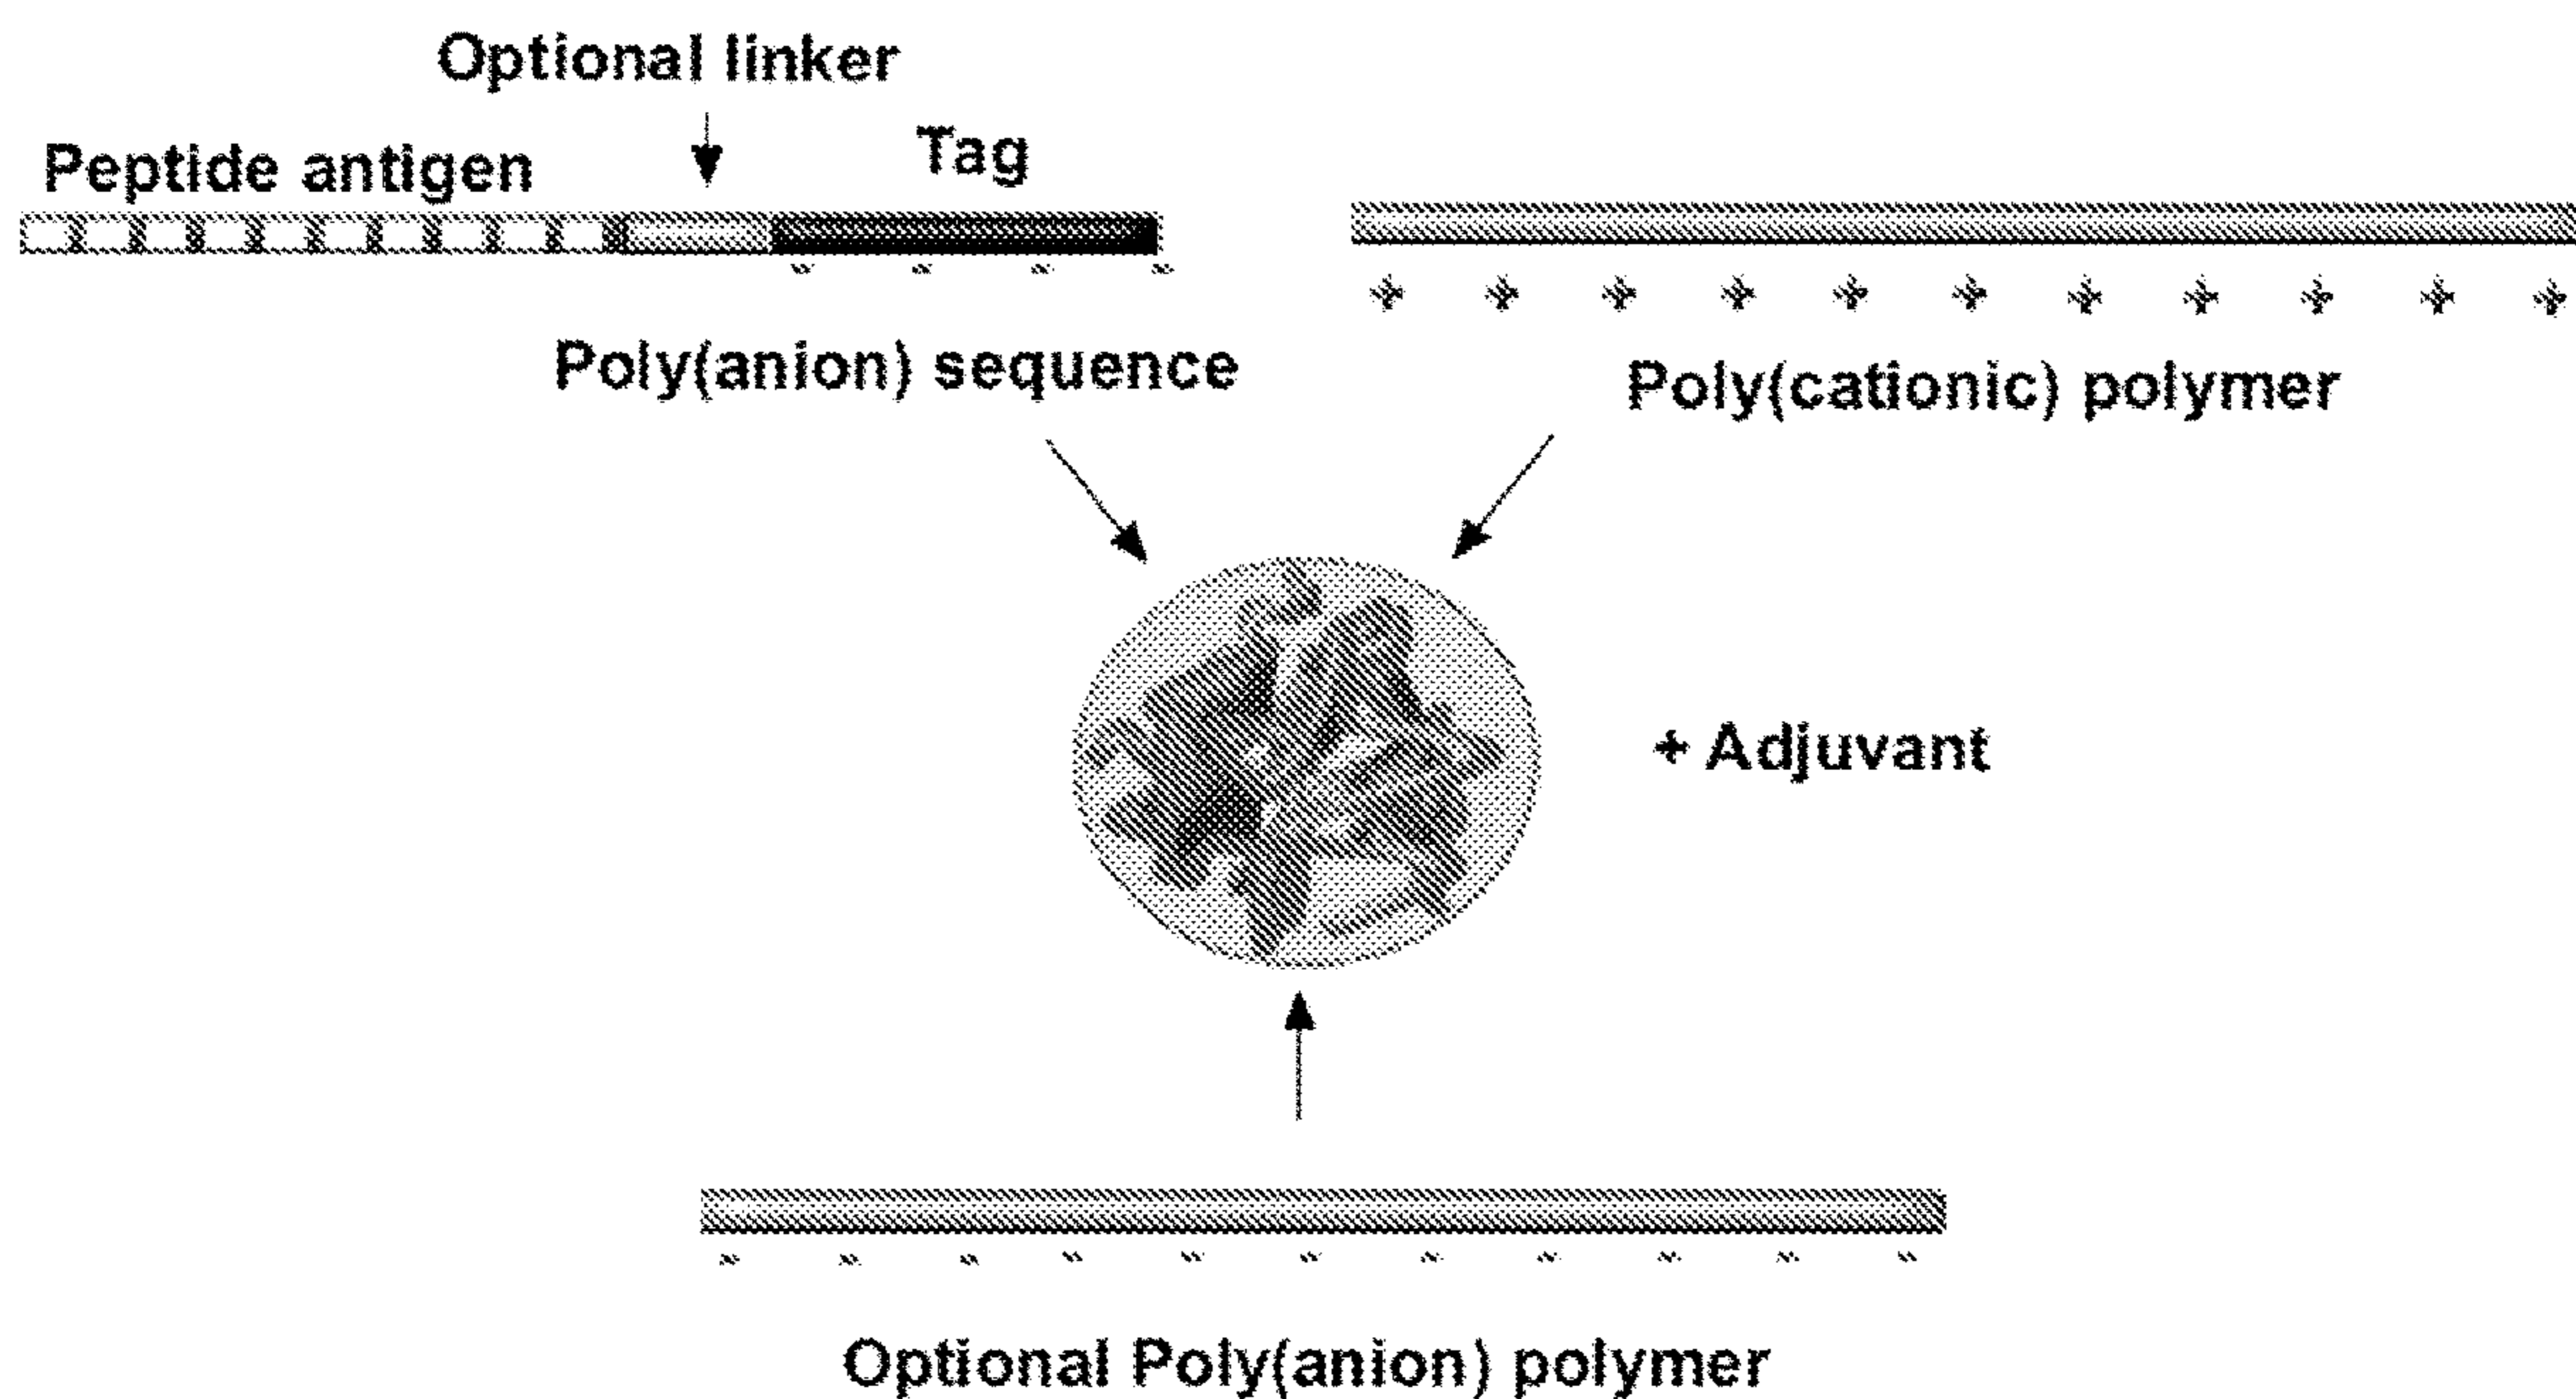 Optional linker
Peptide antigen
Tag
Poly(anion) sequence
Poly(cationic) polymer
+ Adjuvant
Optional Poly(anion) polymer